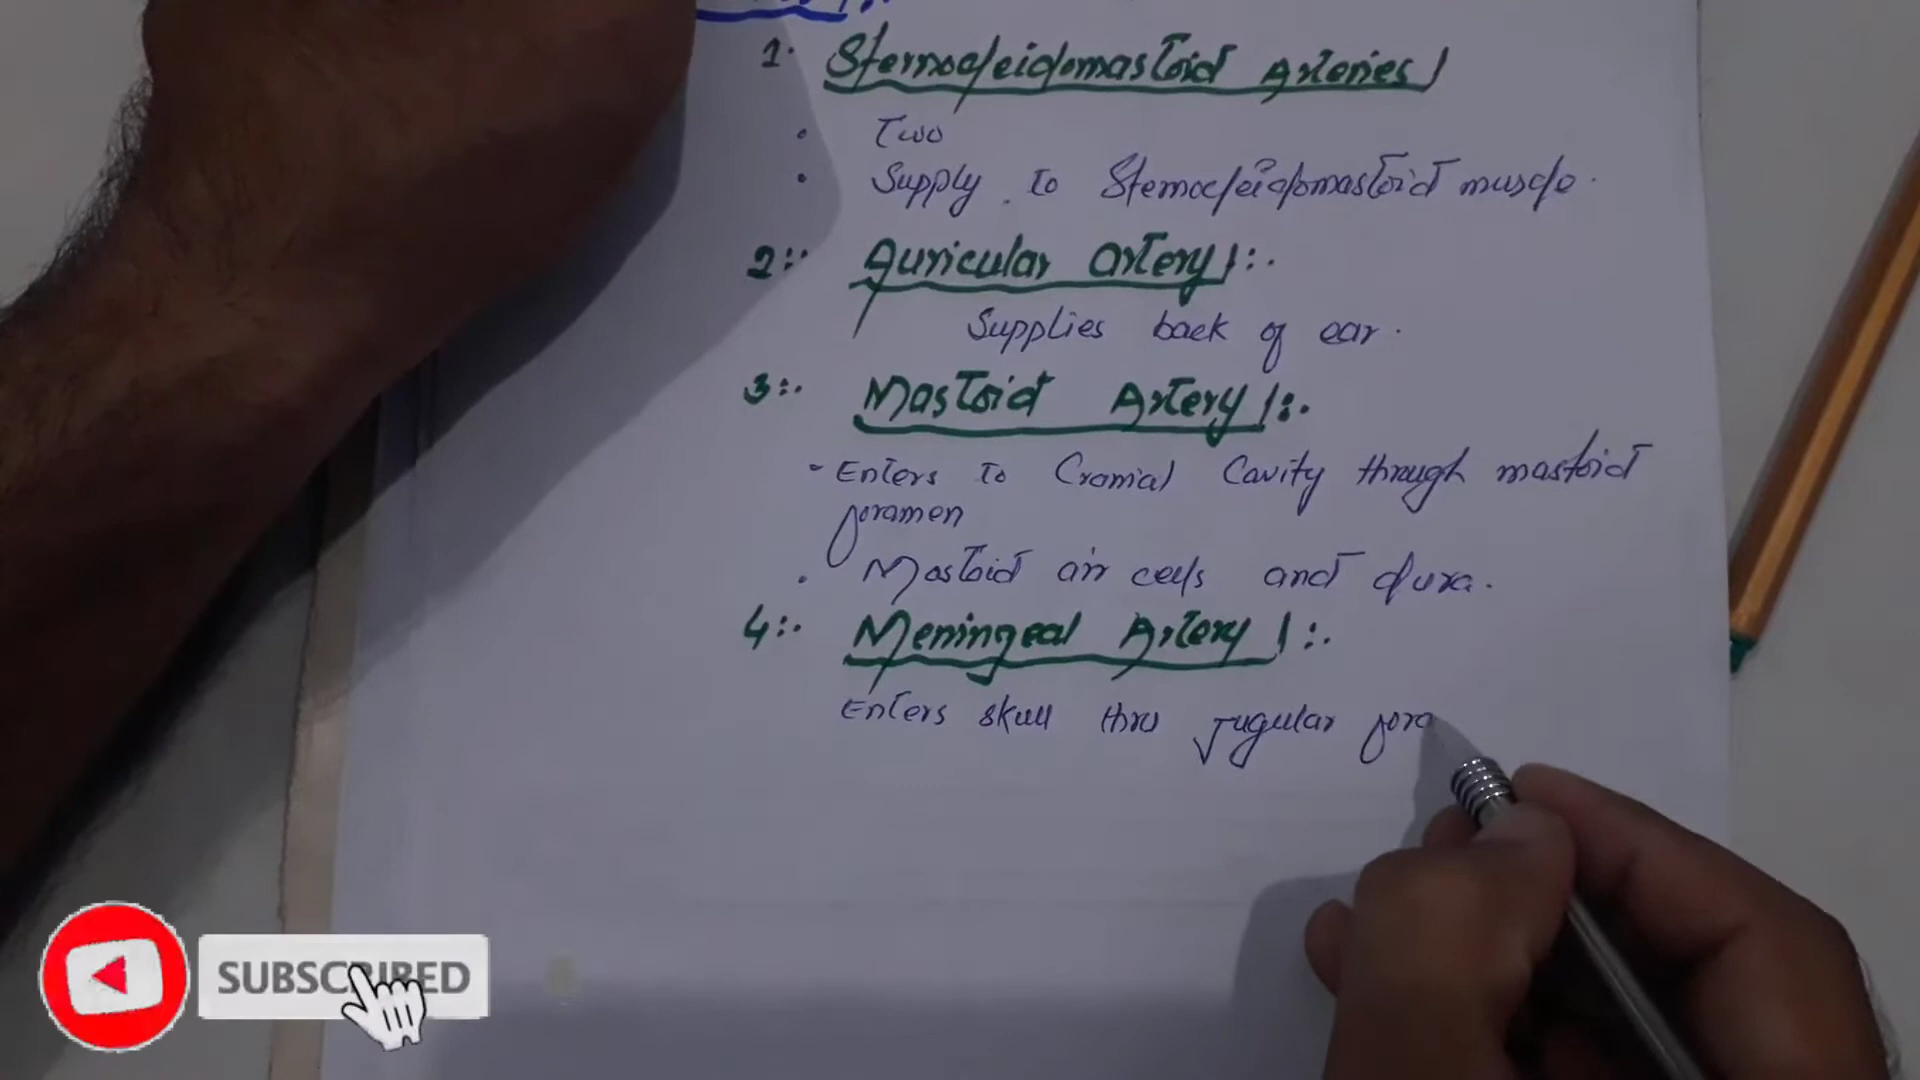 1. Sternocleidomastoid Arteries
• Two
• Supply to Sternocleidomastoid muscle.
2:. Auricular artery:.
Supplies back of ear.
3:. Mastoid Artery:.
- Enters to Cranial Cavity through mastoid
foramen
• Mastoid air cells and dura.
4:. Meningeal Artery:.
Enters skull thru Jugular fora
SUBSCRIBED